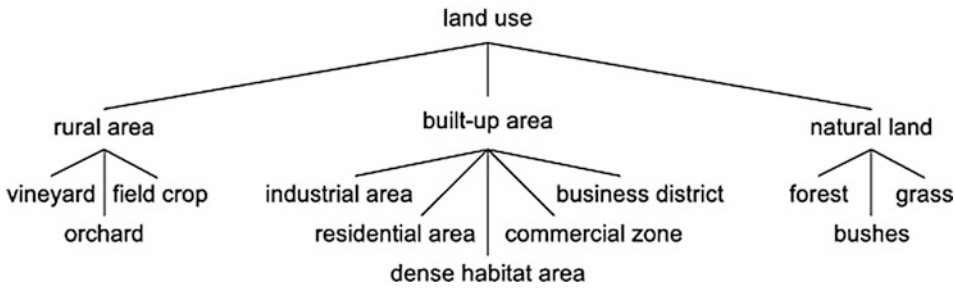 land use
rural area
built-up area
natural land
vineyard field crop
orchard
industrial area business district
residential area commercial zone
dense habitat area
forest grass
bushes